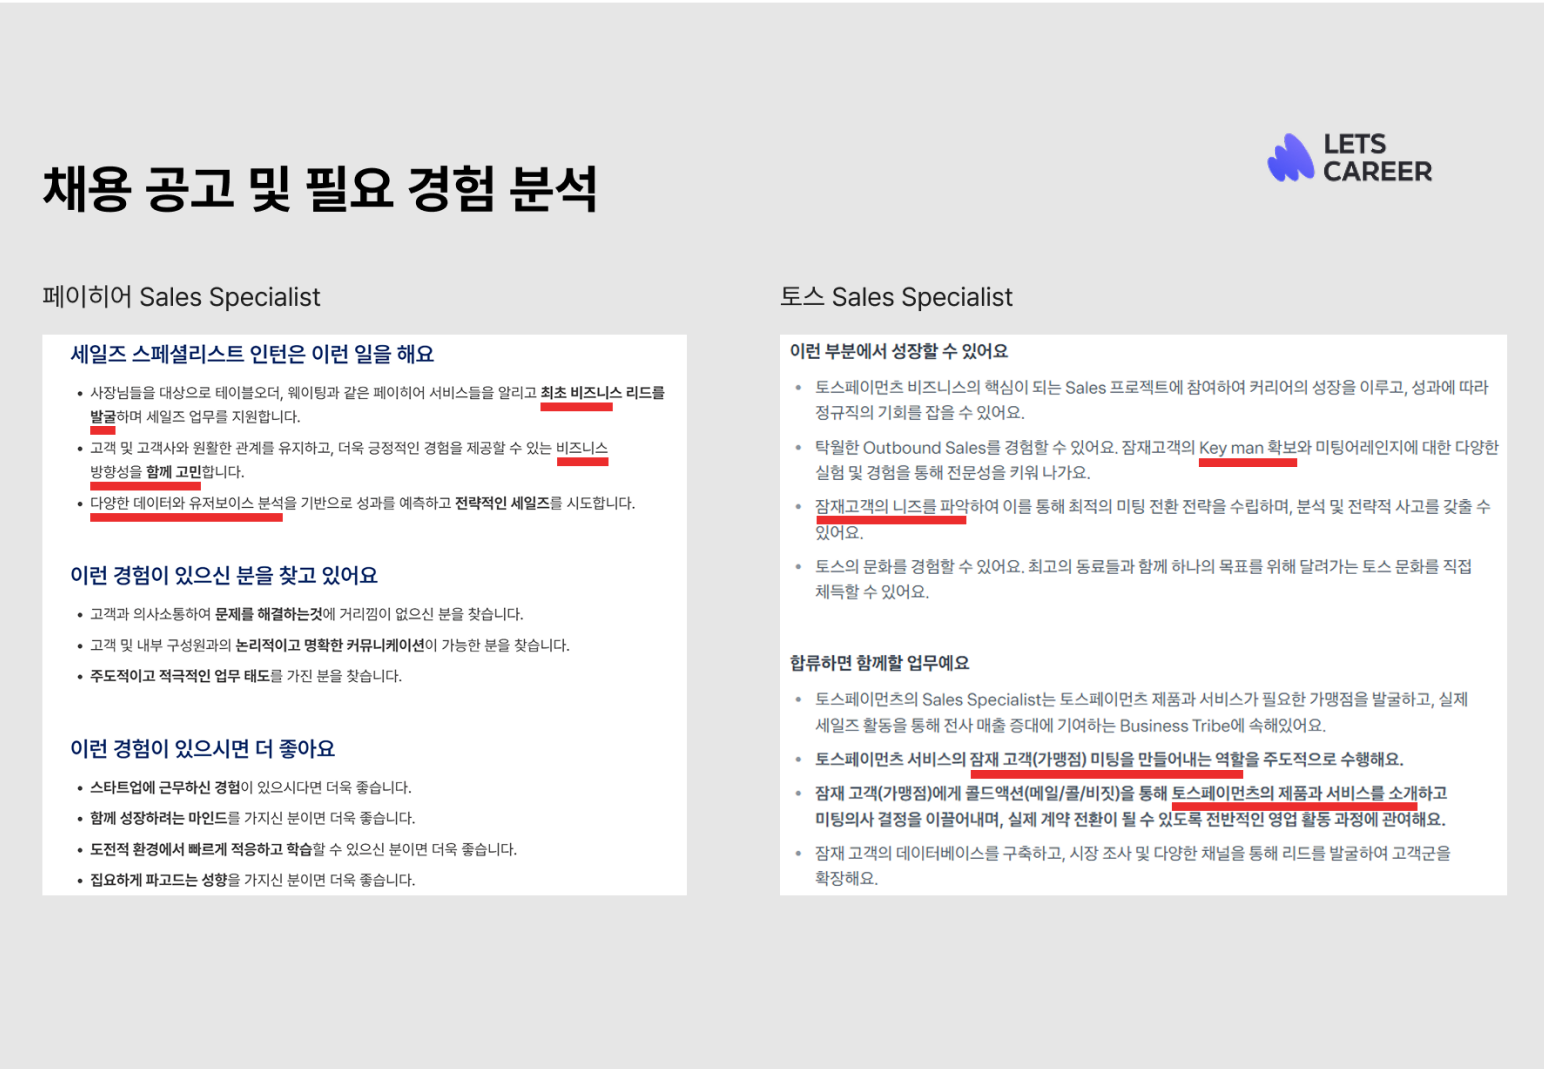 채용 공고 및 필요 경험 분석
LETS
CAREER
페이히어 Sales Specialist
세일즈 스페셜리스트 인턴은 이런 일을 해요
• 사장님들을 대상으로 테이블오더, 웨이팅과 같은 페이히어 서비스들을 알리고 최초 비즈니스 리드를
발굴하며 세일즈 업무를 지원합니다.
• 고객 및 고객사와 원활한 관계를 유지하고, 더욱 긍정적인 경험을 제공할 수 있는 비즈니스
방향성을 함께 고민합니다.
• 다양한 데이터와 유저보이스 분석을 기반으로 성과를 예측하고 전략적인 세일즈를 시도합니다.
이런 경험이 있으신 분을 찾고 있어요
• 고객과 의사소통하여 문제를 해결하는것에 거리낌이 없으신 분을 찾습니다.
• 고객 및 내부 구성원과의 논리적이고 명확한 커뮤니케이션이 가능한 분을 찾습니다.
• 주도적이고 적극적인 업무 태도를 가진 분을 찾습니다.
이런 경험이 있으시면 더 좋아요
• 스타트업에 근무하신 경험이 있으시다면 더욱 좋습니다.
• 함께 성장하려는 마인드를 가지신 분이면 더욱 좋습니다.
• 도전적 환경에서 빠르게 적응하고 학습할 수 있으신 분이면 더욱 좋습니다.
• 집요하게 파고드는 성향을 가지신 분이면 더욱 좋습니다.
토스 Sales Specialist
이런 부분에서 성장할 수 있어요
• 토스페이먼츠 비즈니스의 핵심이 되는 Sales 프로젝트에 참여하여 커리어의 성장을 이루고, 성과에 따라
정규직의 기회를 잡을 수 있어요.
• 탁월한 Outbound Sales를 경험할 수 있어요. 잠재고객의 Key man 확보와 미팅어레인지에 대한 다양한
실험 및 경험을 통해 전문성을 키워 나가요.
• 잠재고객의 니즈를 파악하여 이를 통해 최적의 미팅 전환 전략을 수립하며, 분석 및 전략적 사고를 갖출 수
있어요.
• 토스의 문화를 경험할 수 있어요. 최고의 동료들과 함께 하나의 목표를 위해 달려가는 토스 문화를 직접
체득할 수 있어요.
합류하면 함께할 업무예요
• 토스페이먼츠의 Sales Specialist는 토스페이먼츠 제품과 서비스가 필요한 가맹점을 발굴하고, 실제
세일즈 활동을 통해 전사 매출 증대에 기여하는 Business Tribe에 속해있어요.
• 토스페이먼츠 서비스의 잠재 고객(가맹점) 미팅을 만들어내는 역할을 주도적으로 수행해요.
• 잠재 고객(가맹점)에게 콜드액션(메일/콜/비짓)을 통해 토스페이먼츠의 제품과 서비스를 소개하고
미팅의사 결정을 이끌어내며, 실제 계약 전환이 될 수 있도록 전반적인 영업 활동 과정에 관여해요.
• 잠재 고객의 데이터베이스를 구축하고, 시장 조사 및 다양한 채널을 통해 리드를 발굴하여 고객군을
확장해요.